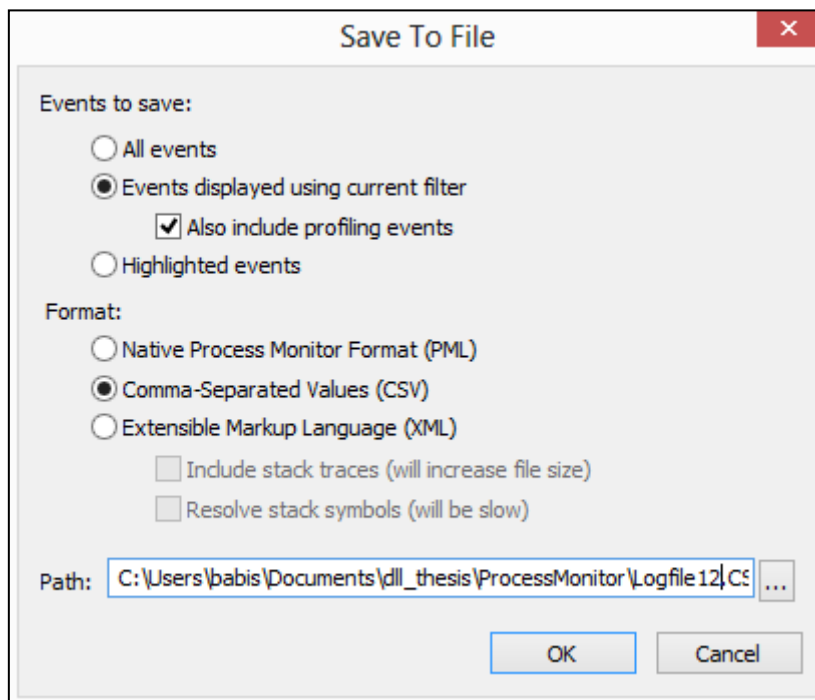 Save To File
Events to save:
All events
Events displayed using current filter
Also include profiling events
Highlighted events
Format:
Native Process Monitor Format (PML)
Comma-Separated Values (CSV)
Extensible Markup Language (XML)
Include stack traces (will increase file size)
Resolve stack symbols (will be slow)
Path: C:\Users\babis\Documents\dll_thesis\ProcessMonitor\Logfile12.CS ...
OK Cancel